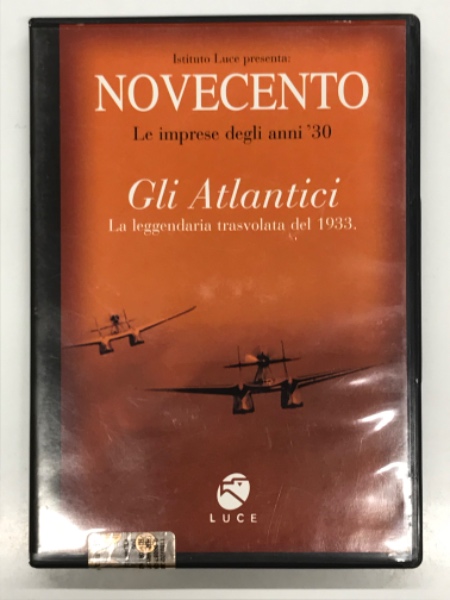 Istituto Luce presenta:
NOVECENTO
Le imprese degli anni '30
Gli Atlantici
La leggendaria trasvolata del 1933.
LUCE